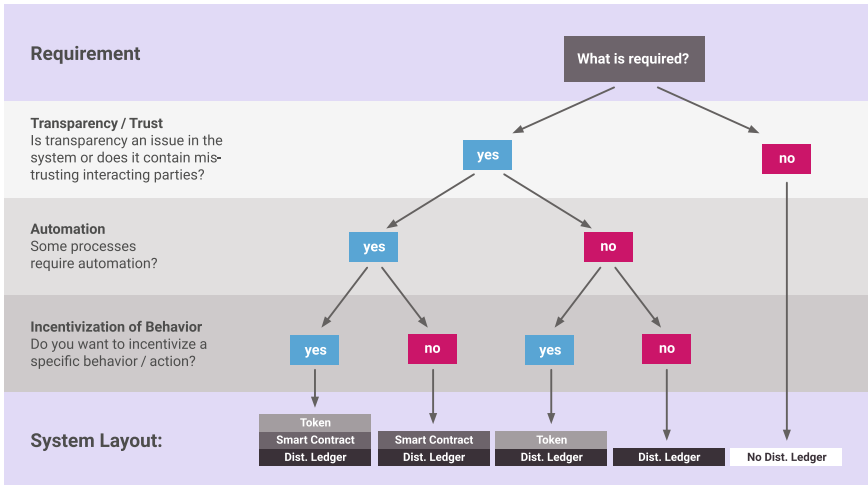 Requirement
What is required?
Transparency / Trust
Is transparency an issue in the
system or does it contain mis-
trusting interacting parties?
yes
no
Automation
Some processes
require automation?
yes
no
Incentivization of Behavior
Do you want to incentivize a
specific behavior / action?
yes
no
yes
no
System Layout:
Token
Smart Contract
Dist. Ledger
Smart Contract
Dist. Ledger
Token
Dist. Ledger
Dist. Ledger
No Dist. Ledger